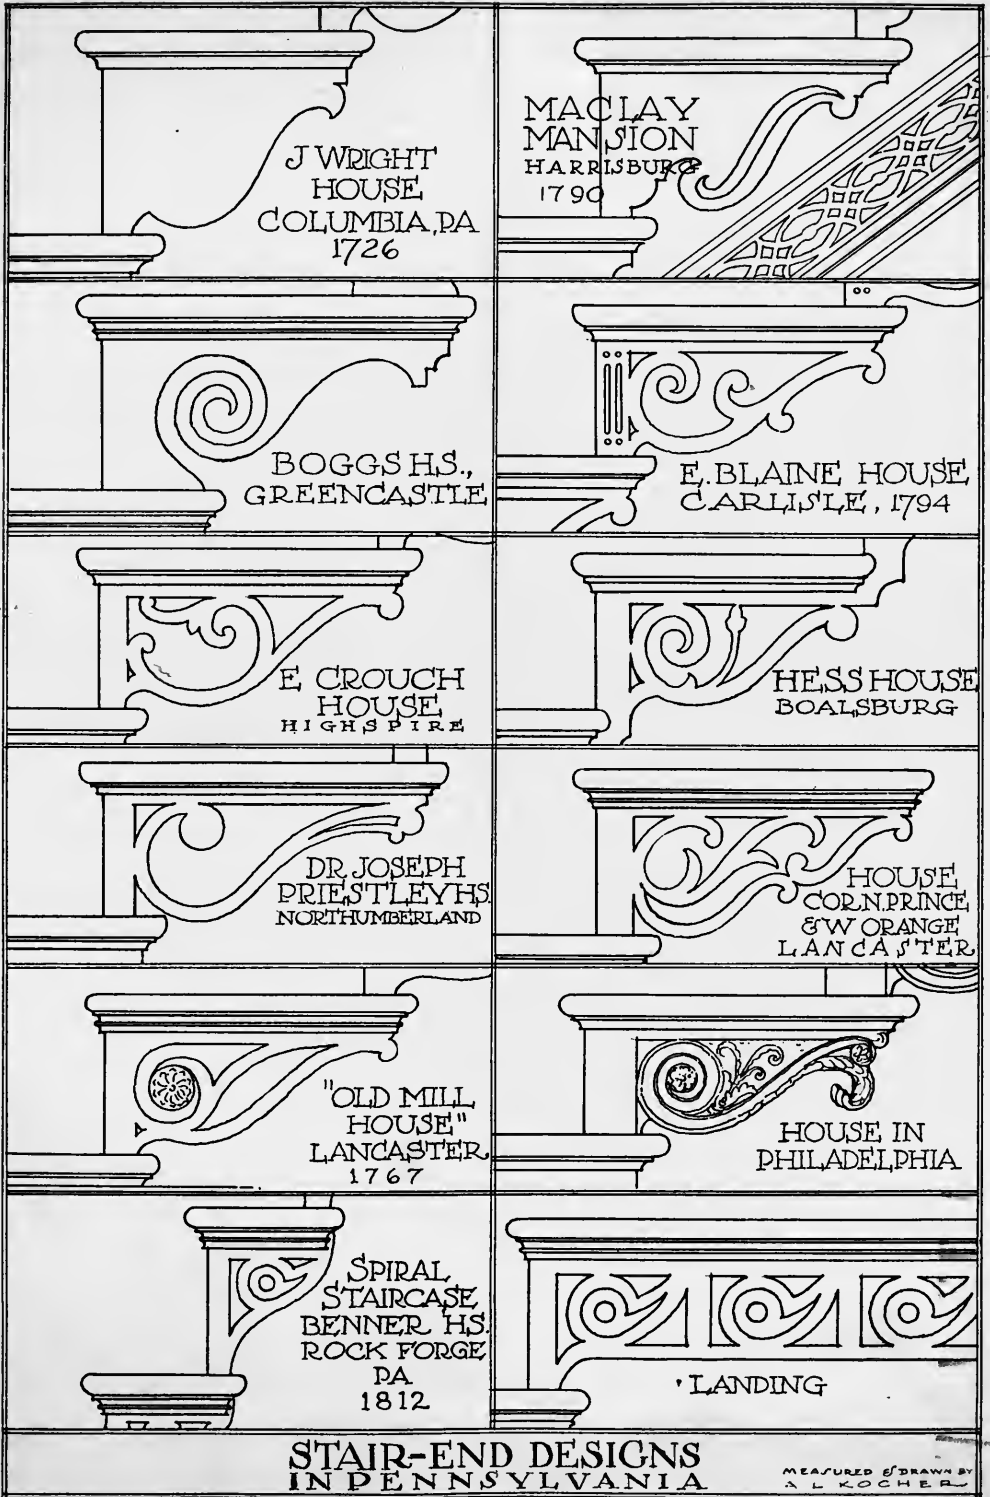 J WRIGHT
HOUSE
COLUMBIA, PA
1726
MACLAY
MANSION
HARRISBURG
1790
BOGGS HS.,
GREENCASTLE
E. BLAINE HOUSE
CARLISLE, 1794
E CROUCH
HOUSE
HIGHSPIRE
HESS HOUSE
BOALSBURG
DR JOSEPH
PRIESTLEY HS
NORTHUMBERLAND
HOUSE
COR. N. PRINCE
& W ORANGE
LANCASTER
"OLD MILL
HOUSE"
LANCASTER
1767
HOUSE IN
PHILADELPHIA
SPIRAL
STAIRCASE
BENNER HS.
ROCK FORGE
PA
1812
LANDING
STAIR-END DESIGNS
IN PENNSYLVANIA
MEASURED & DRAWN BY
A L KOCHER